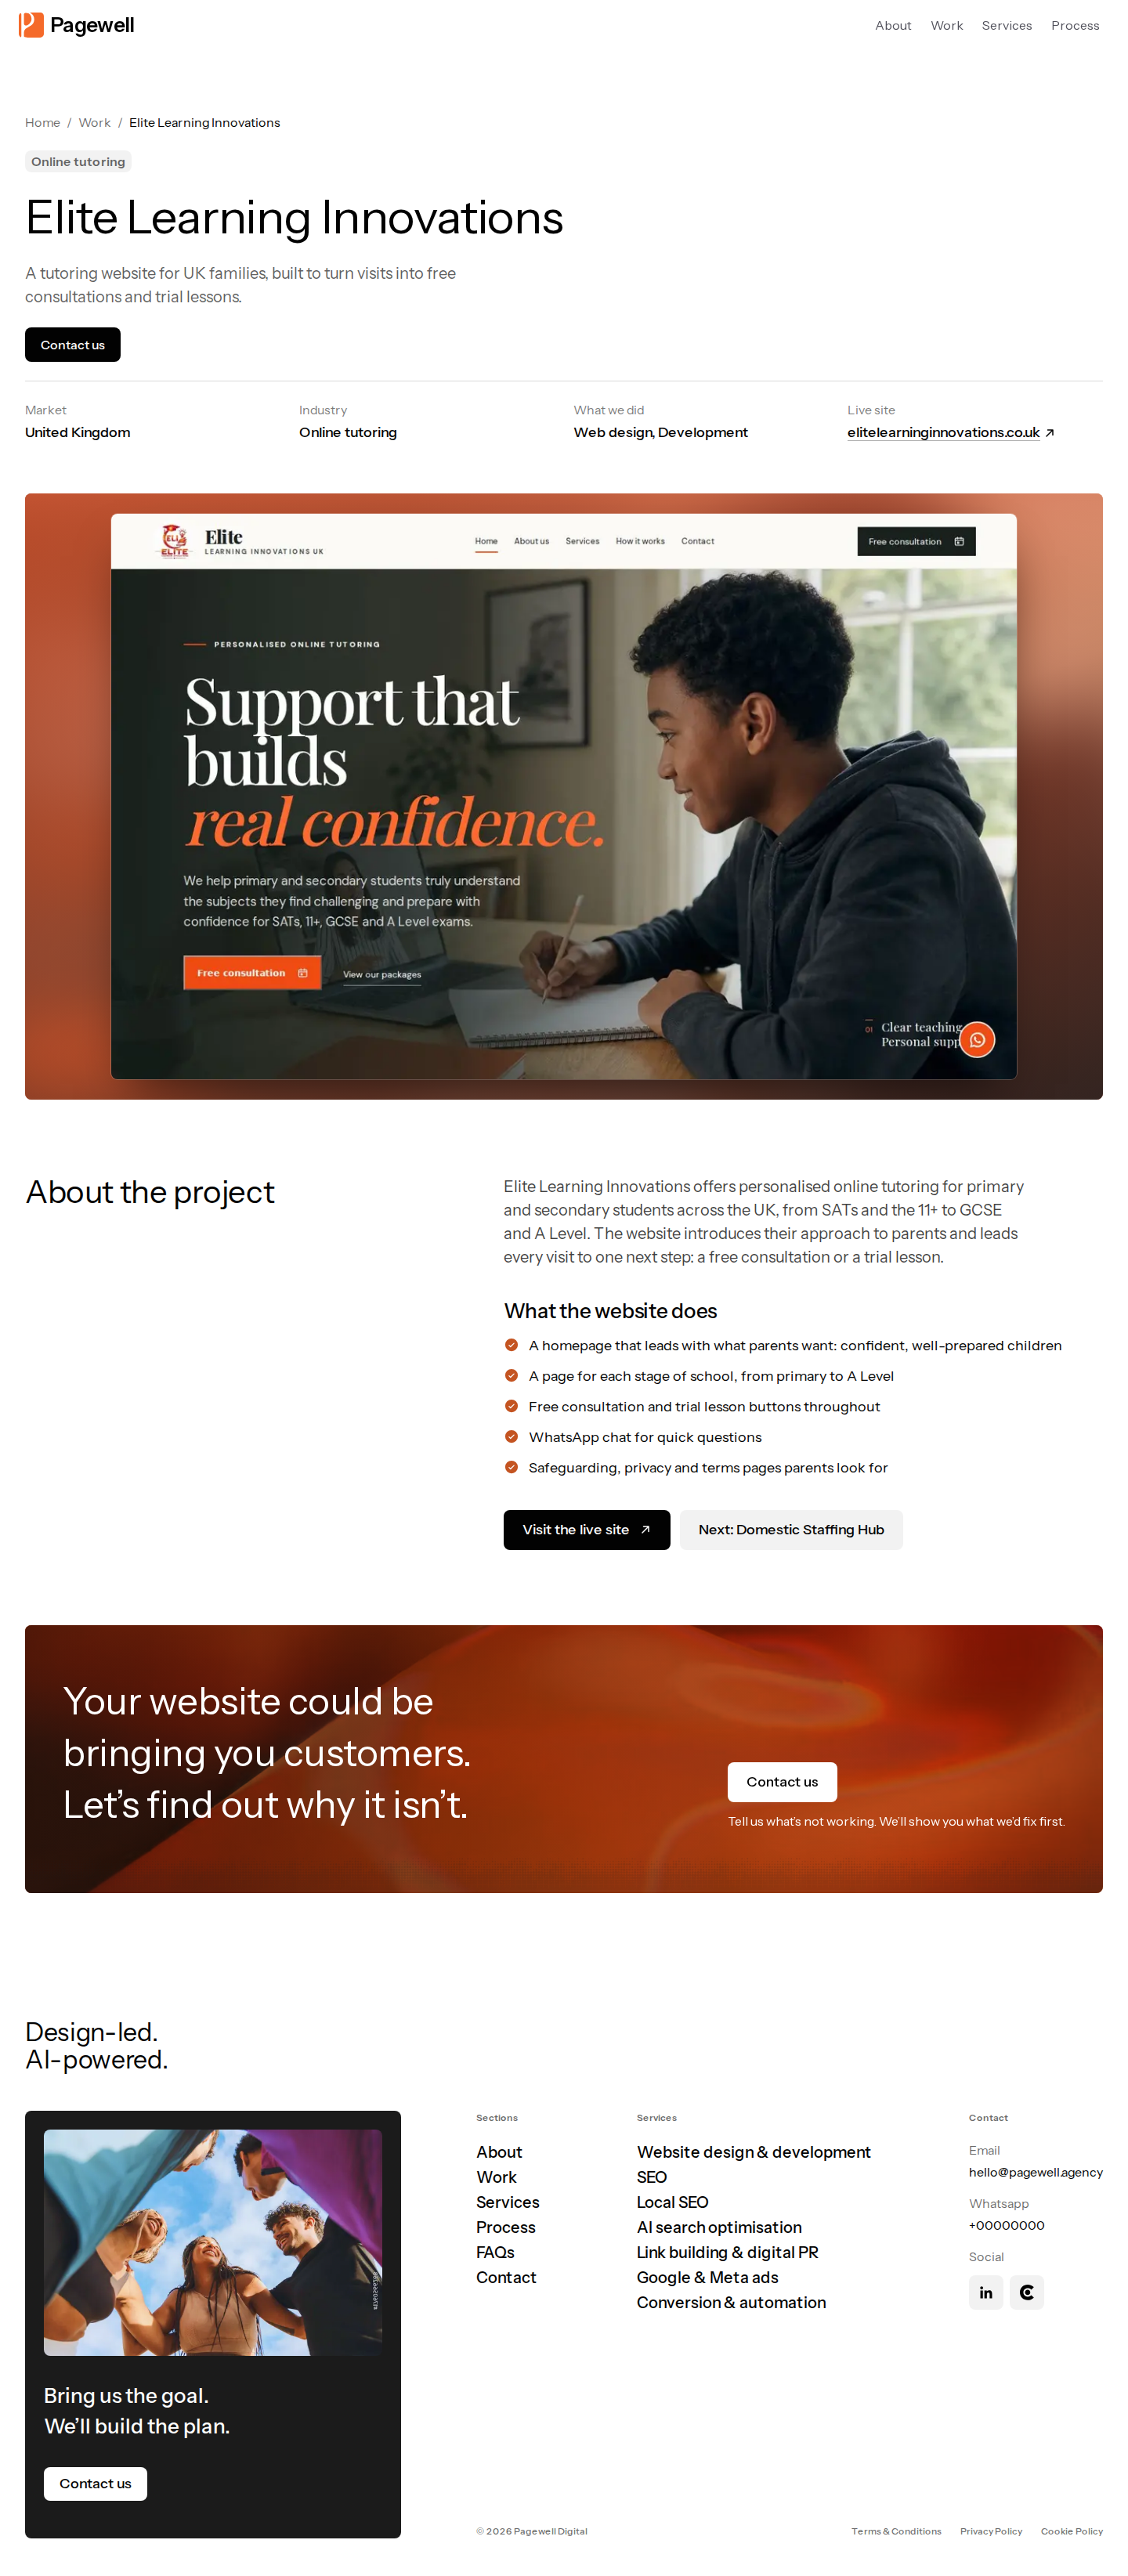 Pagewell
About Work Services Process
Home / Work / Elite Learning Innovations
Online tutoring
Elite Learning Innovations
A tutoring website for UK families, built to turn visits into free
consultations and trial lessons.
Contact us
Market
United Kingdom
Industry
Online tutoring
What we did
Web design, Development
Live site
elitelearninginnovations.co.uk
ELITE
Elite
LEARNING INNOVATIONS UK
Home About us Services How it works Contact
Free consultation
PERSONALISED ONLINE TUTORING
Support that
builds
real confidence.
We help primary and secondary students truly understand
the subjects they find challenging and prepare with
confidence for SATs, 11+, GCSE and A Level exams.
Free consultation
View our packages
01
Clear teaching
Personal supp
About the project
Elite Learning Innovations offers personalised online tutoring for primary
and secondary students across the UK, from SATs and the 11+ to GCSE
and A Level. The website introduces their approach to parents and leads
every visit to one next step: a free consultation or a trial lesson.
What the website does
A homepage that leads with what parents want: confident, well-prepared children
A page for each stage of school, from primary to A Level
Free consultation and trial lesson buttons throughout
WhatsApp chat for quick questions
Safeguarding, privacy and terms pages parents look for
Visit the live site
Next: Domestic Staffing Hub
Your website could be
bringing you customers.
Let’s find out why it isn’t.
Contact us
Tell us what’s not working. We’ll show you what we’d fix first.
Design-led.
AI-powered.
Bring us the goal.
We’ll build the plan.
Contact us
Sections
About
Work
Services
Process
FAQs
Contact
Services
Website design & development
SEO
Local SEO
AI search optimisation
Link building & digital PR
Google & Meta ads
Conversion & automation
Contact
Email
hello@pagewell.agency
Whatsapp
+00000000
Social
in
© 2026 Pagewell Digital
Terms & Conditions Privacy Policy Cookie Policy